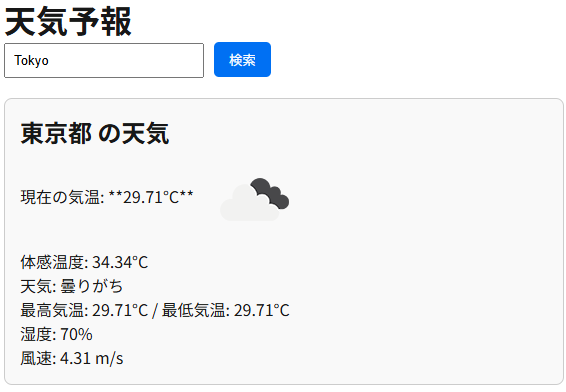 天気予報
Tokyo 検索
東京都 の天気
現在の気温: **29.71°C**
体感温度: 34.34°C
天気: 曇りがち
最高気温: 29.71°C / 最低気温: 29.71°C
湿度: 70%
風速: 4.31 m/s